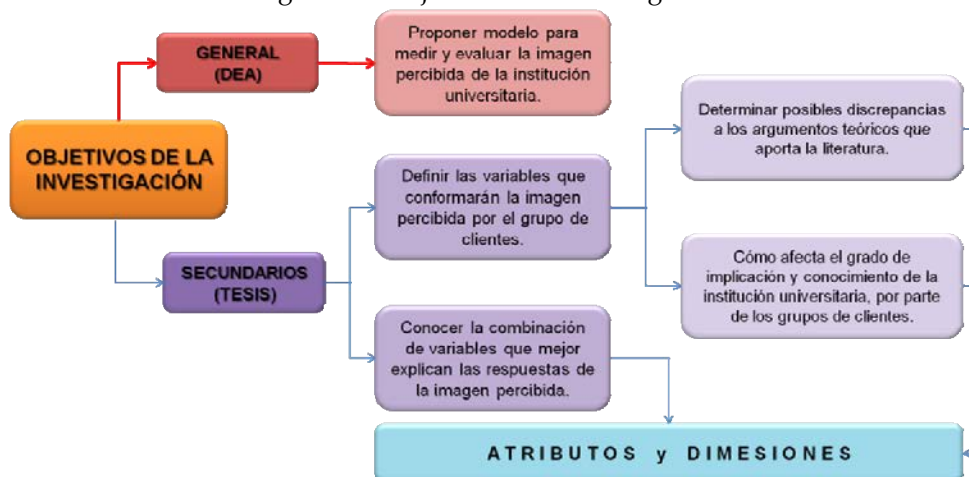 GENERAL
(DEA)
Proponer modelo para
medir y evaluar la imagen
percibida de la institución
universitaria.
OBJETIVOS DE LA
INVESTIGACIÓN
SECUNDARIOS
(TESIS)
Definir las variables que
conformarán la imagen
percibida por el grupo de
clientes.
Conocer la combinación
de variables que mejor
explican las respuestas de
la imagen percibida.
Determinar posibles discrepancias
a los argumentos teóricos que
aporta la literatura.
Cómo afecta el grado de
implicación y conocimiento de la
institución universitaria, por parte
de los grupos de clientes.
ATRIBUTOS y DIMESIONES